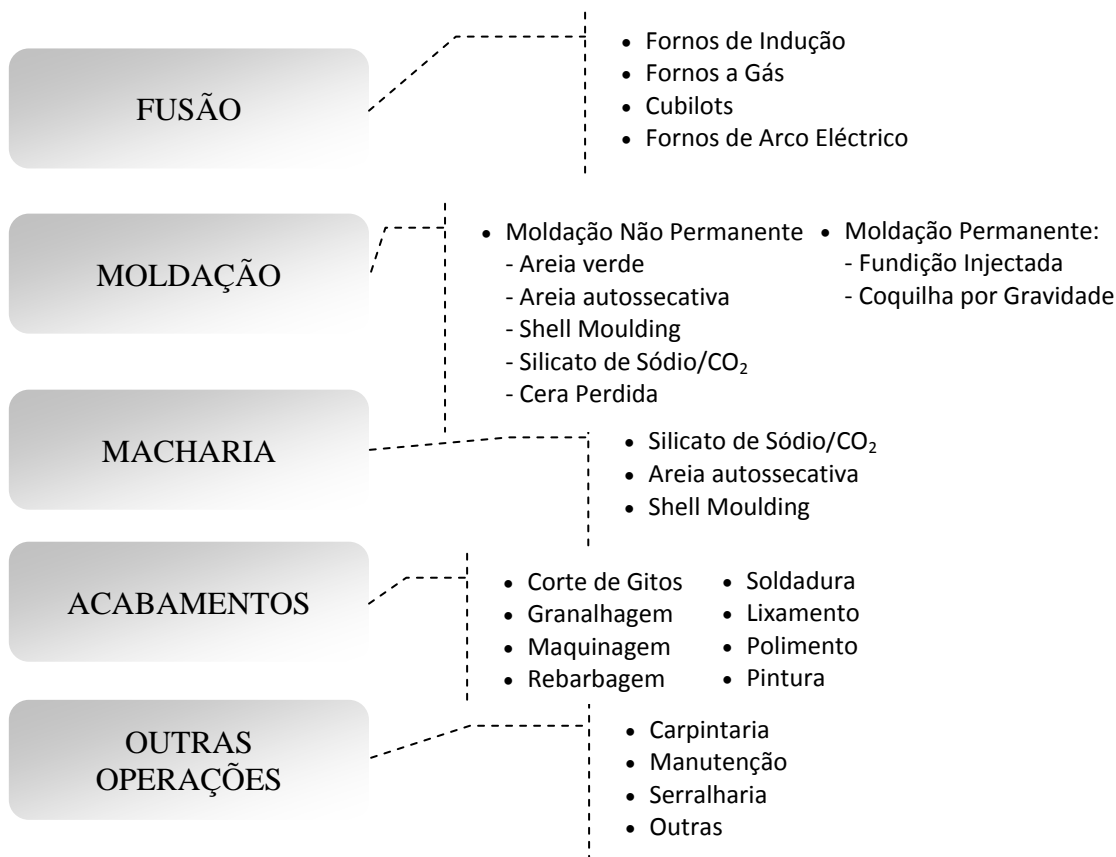 FUSÃO
• Fornos de Indução
• Fornos a Gás
• Cubilots
• Fornos de Arco Eléctrico
MOLDAÇÃO
• Moldação Não Permanente
- Areia verde
- Areia autossecativa
- Shell Moulding
- Silicato de Sódio/CO₂
- Cera Perdida
• Moldação Permanente:
- Fundição Injectada
- Coquilha por Gravidade
MACHARIA
• Silicato de Sódio/CO₂
• Areia autossecativa
• Shell Moulding
ACABAMENTOS
• Corte de Gitos
• Granalhagem
• Maquinagem
• Rebarbagem
• Soldadura
• Lixamento
• Polimento
• Pintura
OUTRAS
OPERAÇÕES
• Carpintaria
• Manutenção
• Serralharia
• Outras